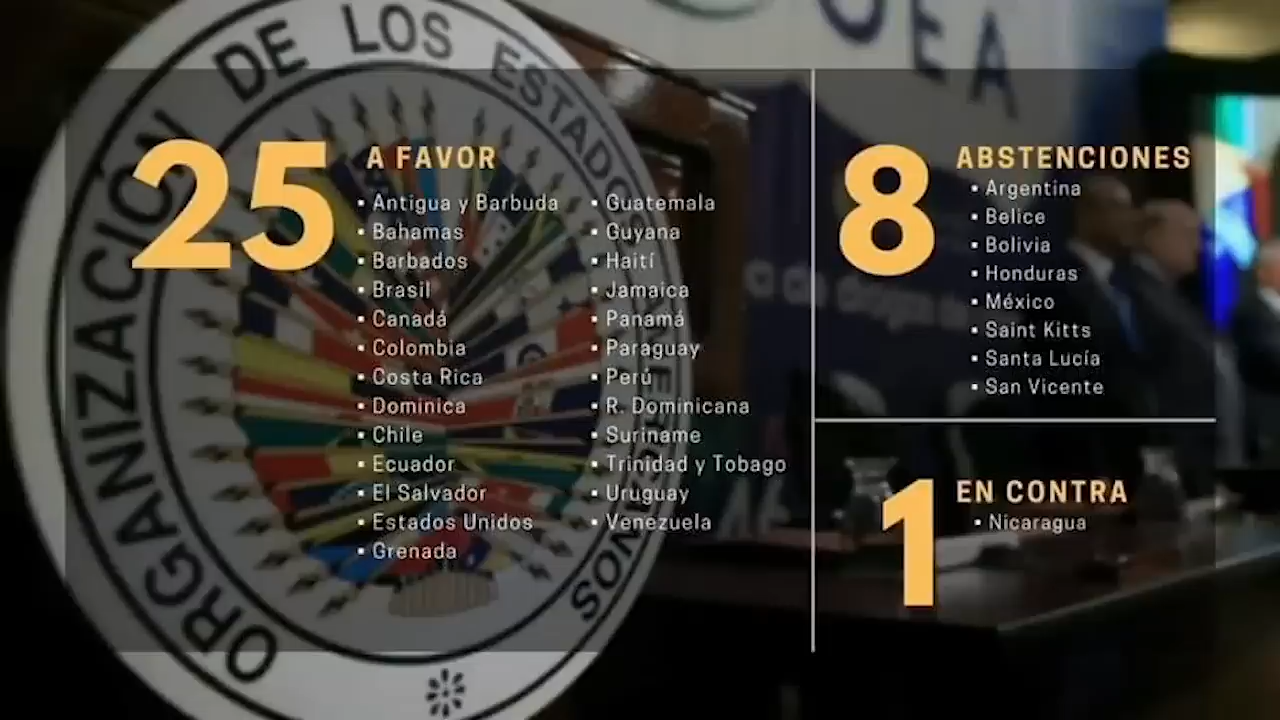 ORGANIZACIÓN DE LOS ESTADOS
OEA
25
A FAVOR
▪ Antigua y Barbuda
▪ Bahamas
▪ Barbados
▪ Brasil
▪ Canadá
▪ Colombia
▪ Costa Rica
▪ Dominica
▪ Chile
▪ Ecuador
▪ El Salvador
▪ Estados Unidos
▪ Grenada
▪ Guatemala
▪ Guyana
▪ Haití
▪ Jamaica
▪ Panamá
▪ Paraguay
▪ Perú
▪ R. Dominicana
▪ Suriname
▪ Trinidad y Tobago
▪ Uruguay
▪ Venezuela
8
ABSTENCIONES
▪ Argentina
▪ Belice
▪ Bolivia
▪ Honduras
▪ México
▪ Saint Kitts
▪ Santa Lucía
▪ San Vicente
1
EN CONTRA
▪ Nicaragua